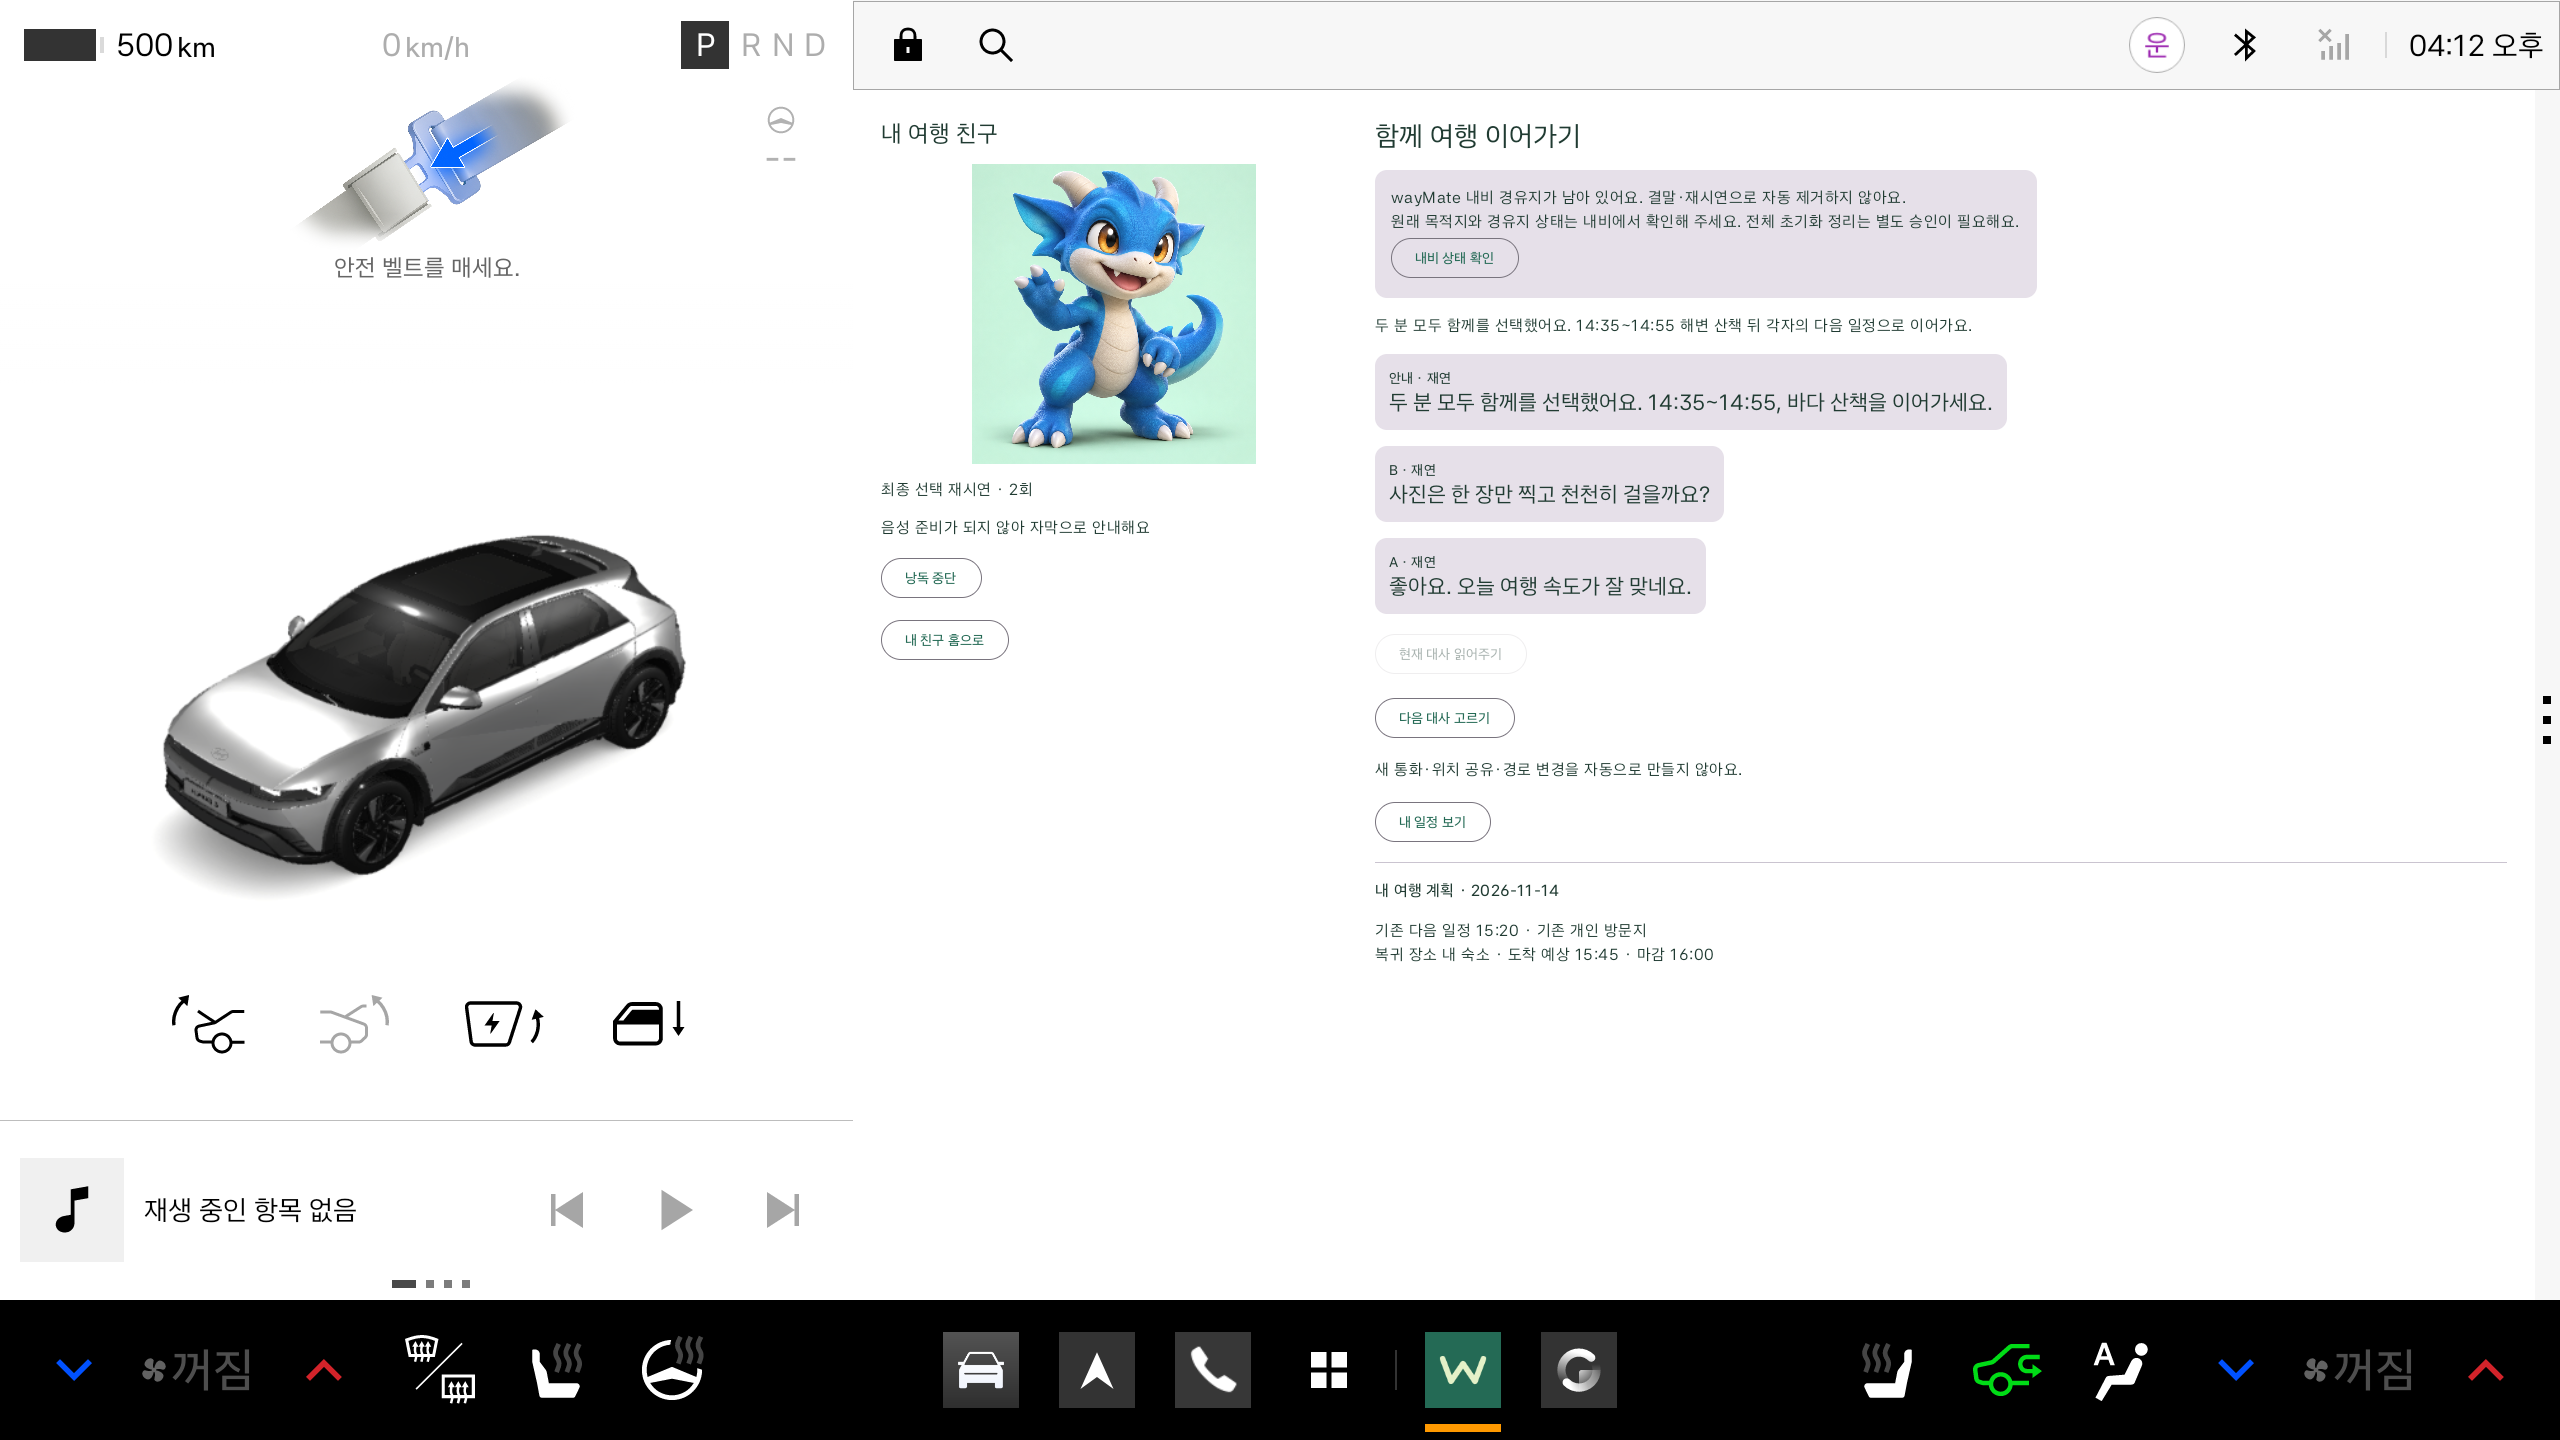 500 km
0 km/h
P R N D
운
04:12 오후
안전 벨트를 매세요.
내 여행 친구
최종 선택 재시연 · 2회
음성 준비가 되지 않아 자막으로 안내해요
낭독 중단
내 친구 홈으로
함께 여행 이어가기
wayMate 내비 경유지가 남아 있어요. 결말·재시연으로 자동 제거하지 않아요.
원래 목적지와 경유지 상태는 내비에서 확인해 주세요. 전체 초기화 정리는 별도 승인이 필요해요.
내비 상태 확인
두 분 모두 함께를 선택했어요. 14:35~14:55 해변 산책 뒤 각자의 다음 일정으로 이어가요.
안내 · 재연
두 분 모두 함께를 선택했어요. 14:35~14:55, 바다 산책을 이어가세요.
B · 재연
사진은 한 장만 찍고 천천히 걸을까요?
A · 재연
좋아요. 오늘 여행 속도가 잘 맞네요.
현재 대사 읽어주기
다음 대사 고르기
새 통화·위치 공유·경로 변경을 자동으로 만들지 않아요.
내 일정 보기
내 여행 계획 · 2026-11-14
기존 다음 일정 15:20 · 기존 개인 방문지
복귀 장소 내 숙소 · 도착 예상 15:45 · 마감 16:00
재생 중인 항목 없음
꺼짐
W
G
A
꺼짐